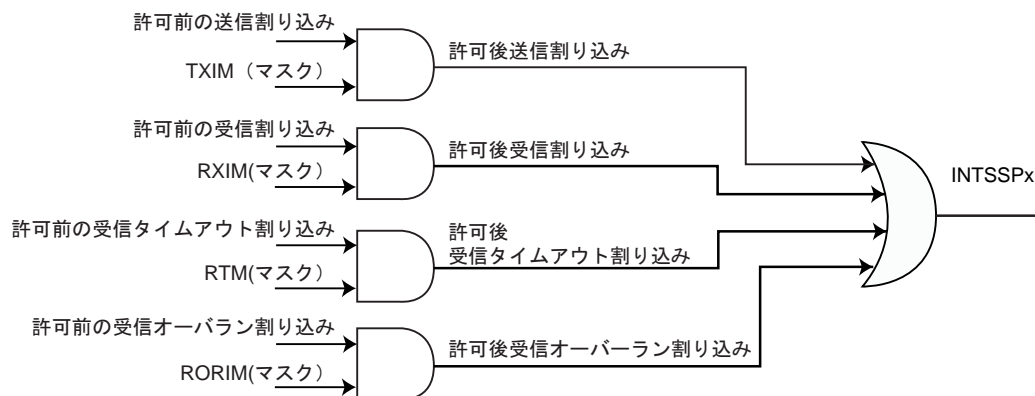 許可前の送信割り込み
TXIM（マスク）
許可後送信割り込み
許可前の受信割り込み
RXIM(マスク）
許可後受信割り込み
INTSSPx
許可前の受信タイムアウト割り込み
RTM(マスク）
許可後
受信タイムアウト割り込み
許可前の受信オーバラン割り込み
RORIM(マスク）
許可後受信オーバーラン割り込み